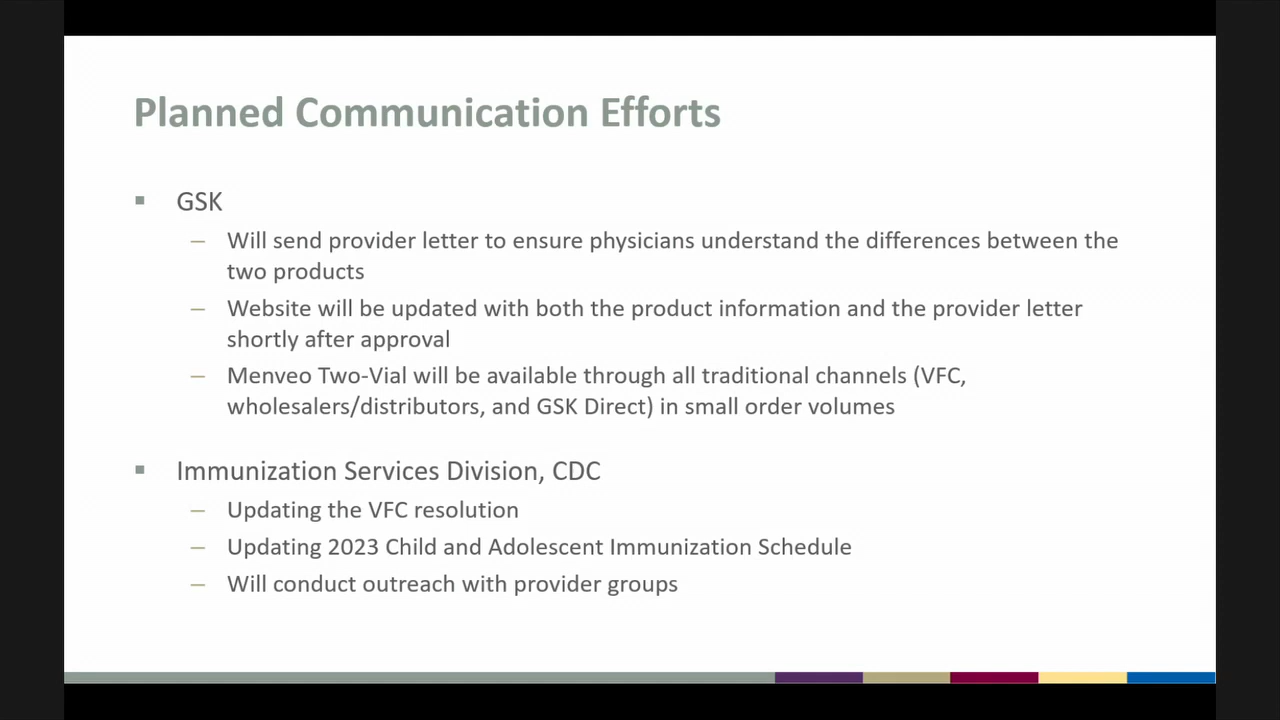 Planned Communication Efforts
▪ GSK
– Will send provider letter to ensure physicians understand the differences between the
two products
– Website will be updated with both the product information and the provider letter
shortly after approval
– Menveo Two-Vial will be available through all traditional channels (VFC,
wholesalers/distributors, and GSK Direct) in small order volumes
▪ Immunization Services Division, CDC
– Updating the VFC resolution
– Updating 2023 Child and Adolescent Immunization Schedule
– Will conduct outreach with provider groups